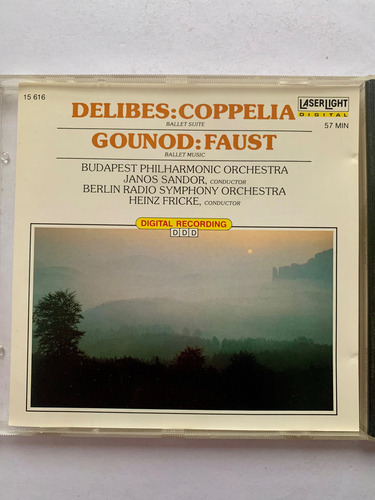 15 616
DELIBES:COPPELIA
BALLET SUITE
LASERLIGHT
DIGITAL
57 MIN
GOUNOD:FAUST
BALLET MUSIC
BUDAPEST PHILHARMONIC ORCHESTRA
JANOS SANDOR, CONDUCTOR
BERLIN RADIO SYMPHONY ORCHESTRA
HEINZ FRICKE, CONDUCTOR
DIGITAL RECORDING
DDD